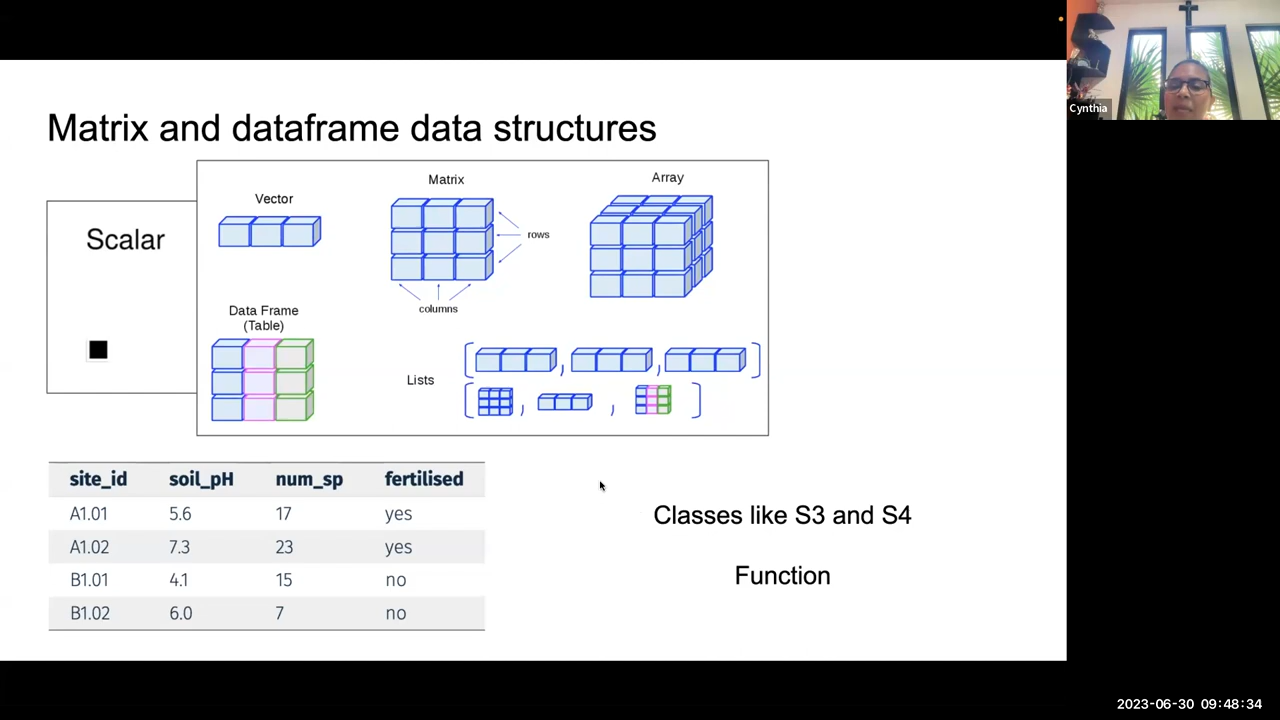 Cynthia
Matrix and dataframe data structures
Scalar
Vector
Matrix
Array
rows
columns
Data Frame
(Table)
Lists
site_id soil_pH num_sp fertilised
A1.01 5.6 17 yes
A1.02 7.3 23 yes
B1.01 4.1 15 no
B1.02 6.0 7 no
Classes like S3 and S4
Function
2023-06-30 09:48:34